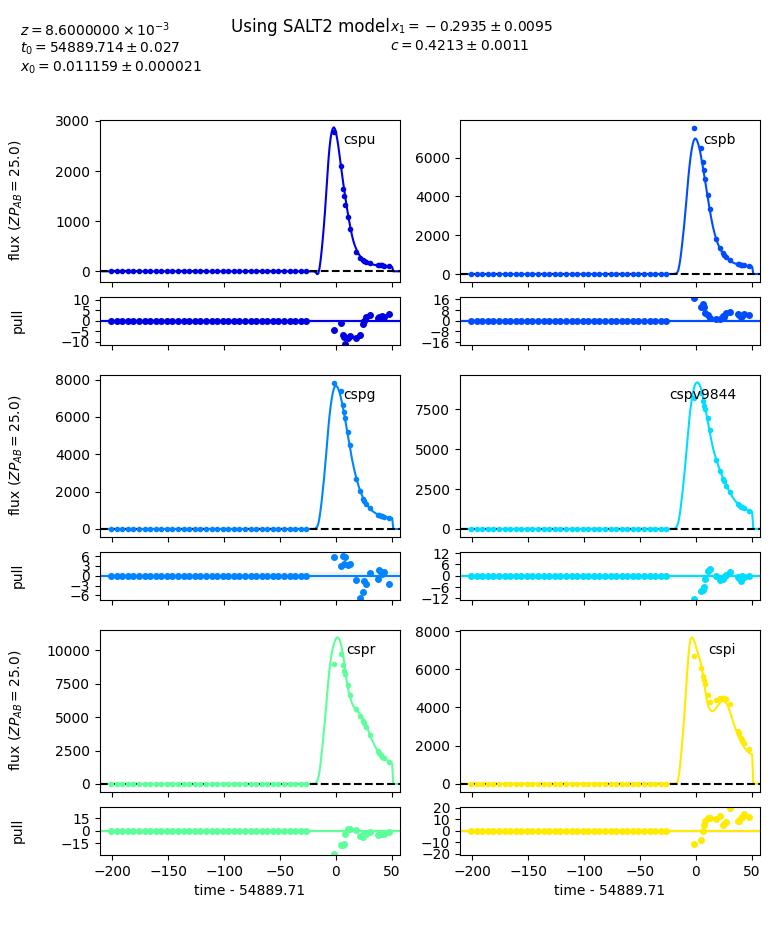 Using SALT2 model
z = 8.6000000 × 10⁻³
t₀ = 54889.714 ± 0.027
x₀ = 0.011159 ± 0.000021
x₁ = −0.2935 ± 0.0095
c = 0.4213 ± 0.0011
flux (ZP_AB = 25.0)
3000
2000
1000
0
cspu
6000
4000
2000
0
cspb
pull
10
5
0
−5
−10
16
8
0
−8
−16
flux (ZP_AB = 25.0)
8000
6000
4000
2000
0
cspg
7500
5000
2500
0
cspv9844
pull
6
3
0
−3
−6
12
6
0
−6
−12
flux (ZP_AB = 25.0)
10000
7500
5000
2500
0
cspr
8000
6000
4000
2000
0
cspi
pull
15
0
−15
20
10
0
−10
−20
−200 −150 −100 −50 0 50
time - 54889.71
−200 −150 −100 −50 0 50
time - 54889.71